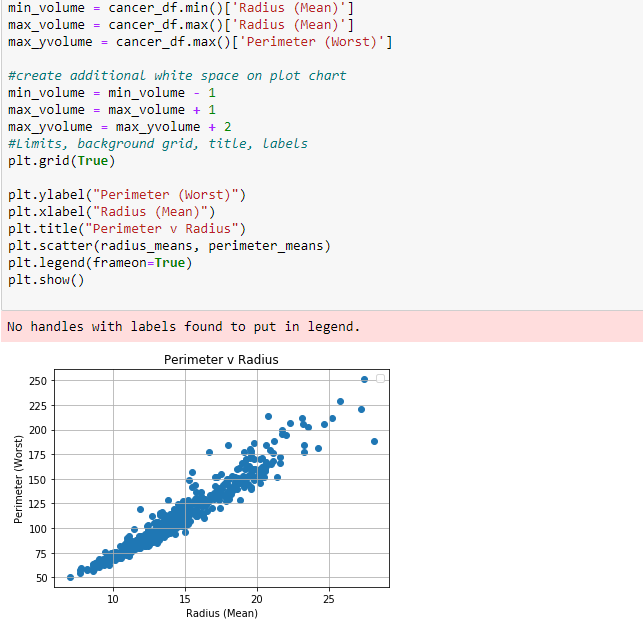 min_volume = cancer_df.min()['Radius (Mean)']
max_volume = cancer_df.max()['Radius (Mean)']
max_yvolume = cancer_df.max()['Perimeter (Worst)']
#create additional white space on plot chart
min_volume = min_volume - 1
max_volume = max_volume + 1
max_yvolume = max_yvolume + 2
#Limits, background grid, title, labels
plt.grid(True)
plt.ylabel("Perimeter (Worst)")
plt.xlabel("Radius (Mean)")
plt.title("Perimeter v Radius")
plt.scatter(radius_means, perimeter_means)
plt.legend(frameon=True)
plt.show()
No handles with labels found to put in legend.
Perimeter v Radius
Perimeter (Worst)
250
225
200
175
150
125
100
75
50
10 15 20 25
Radius (Mean)